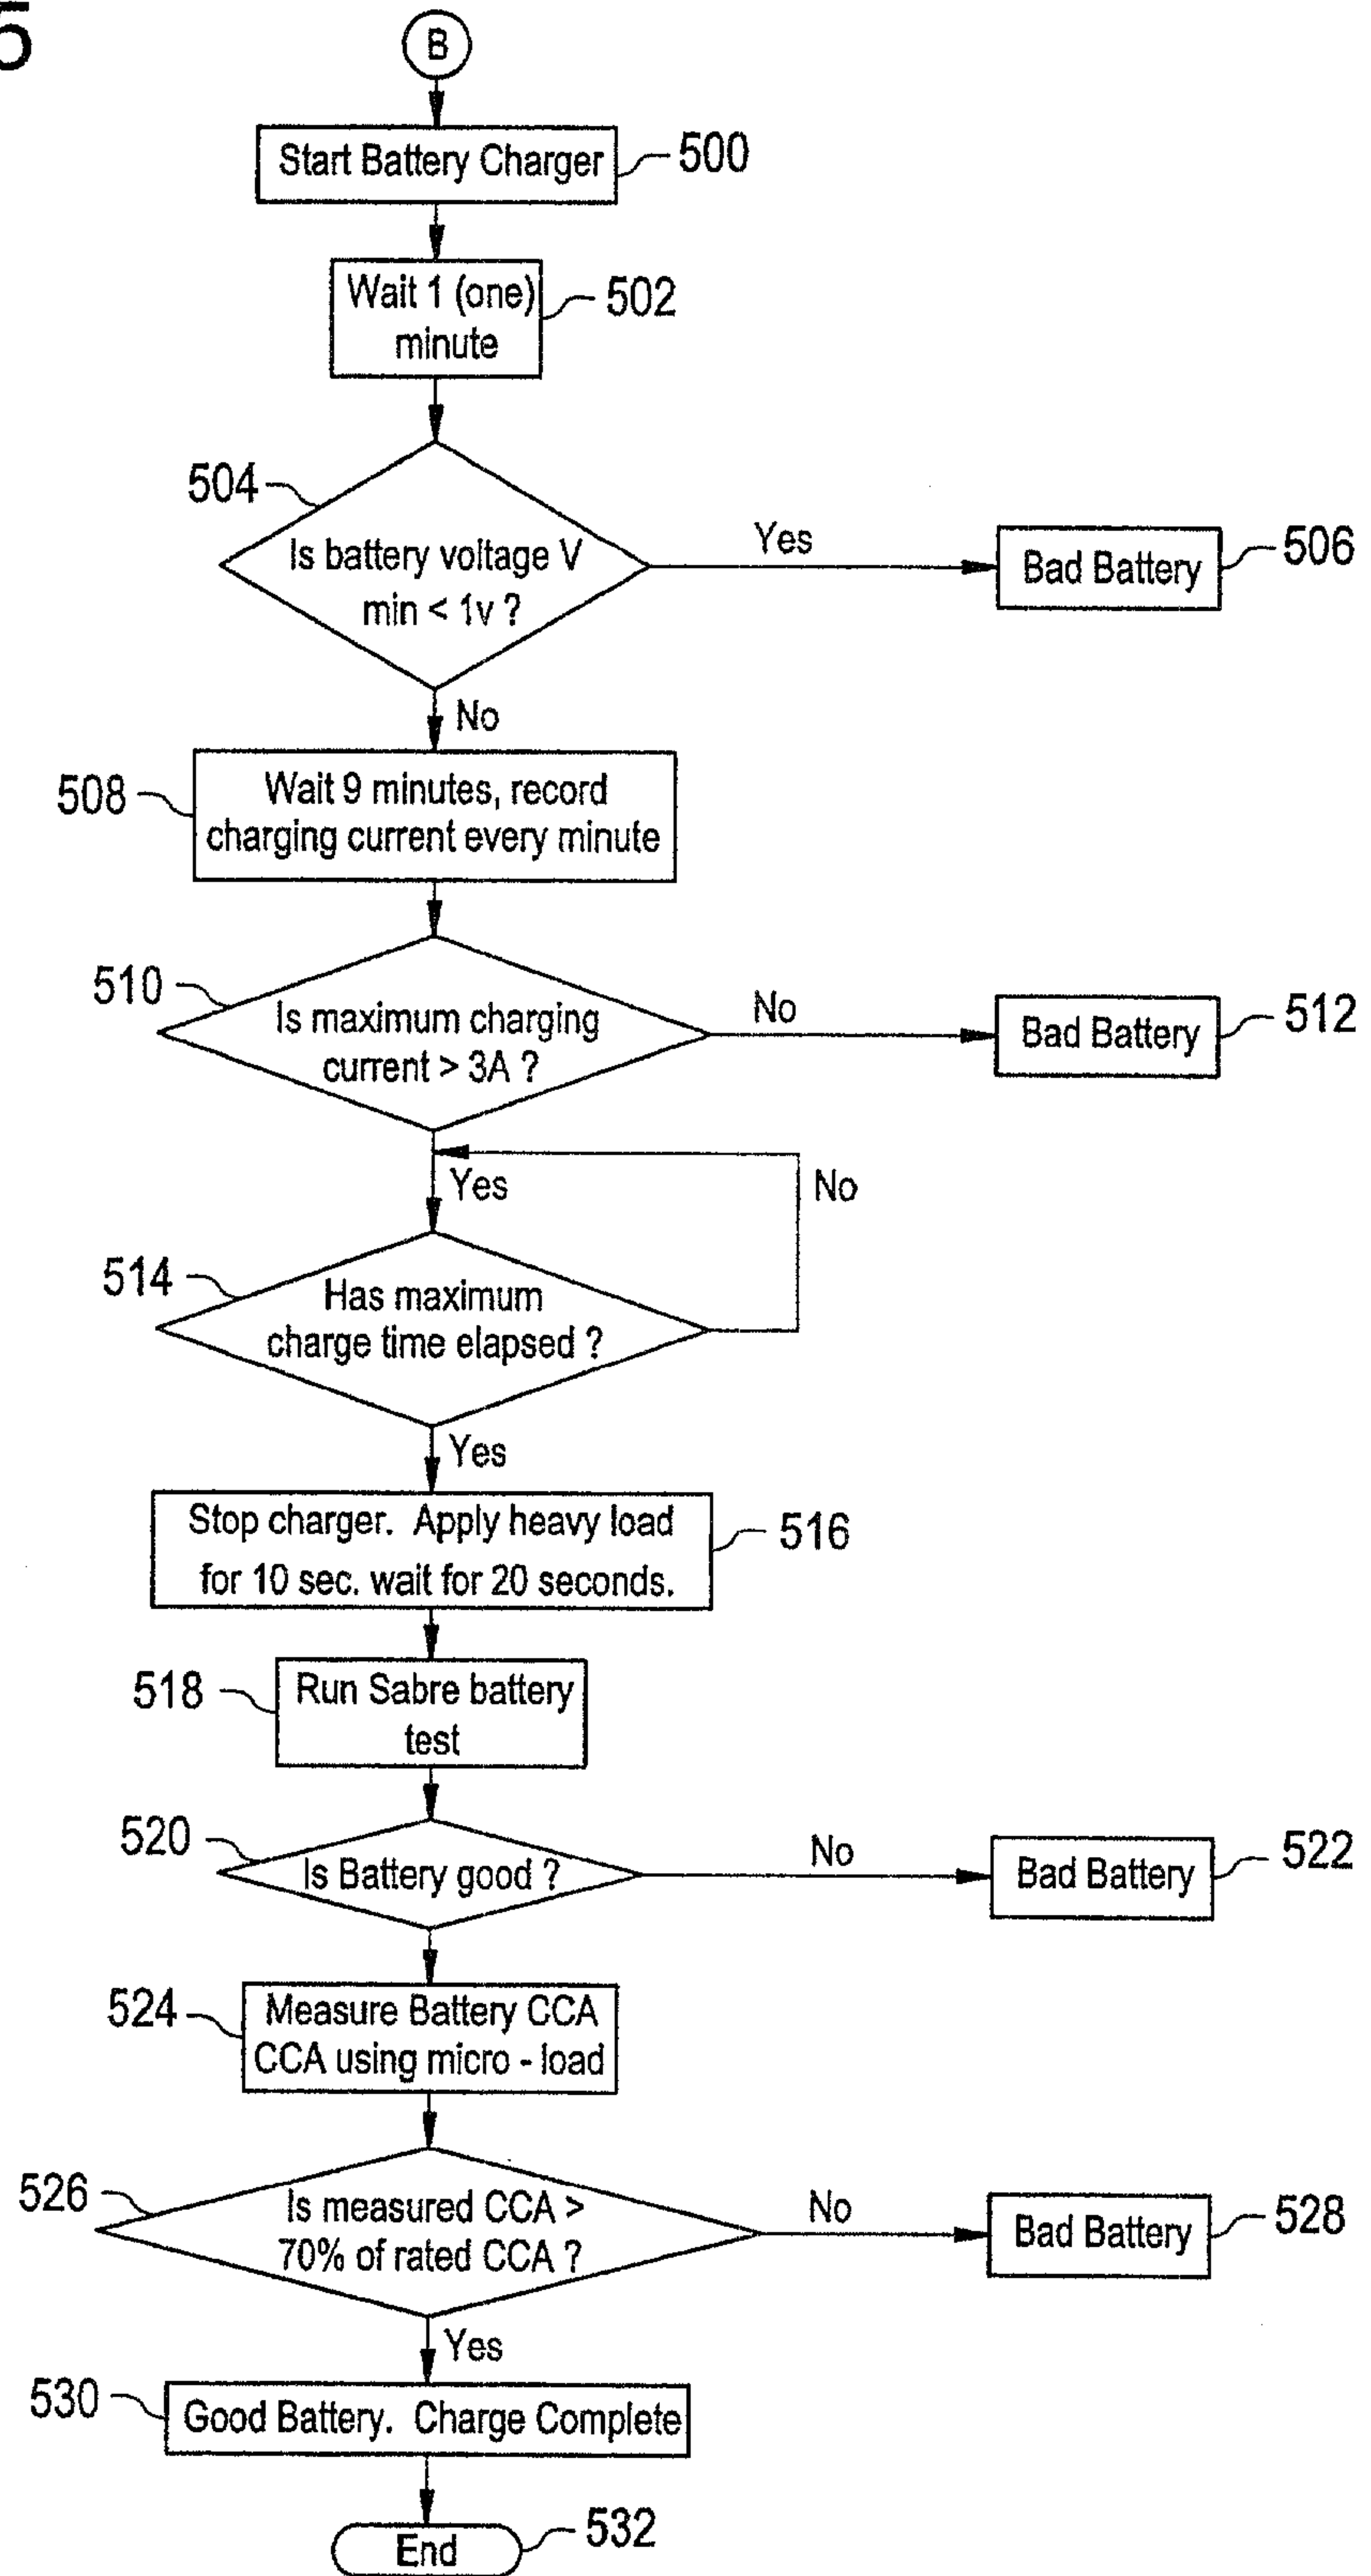 5
B
Start Battery Charger
500
Wait 1 (one)
minute
502
504
Is battery voltage V
min < 1v ?
Yes
Bad Battery
506
No
508
Wait 9 minutes, record
charging current every minute
510
Is maximum charging
current > 3A ?
No
Bad Battery
512
Yes
No
514
Has maximum
charge time elapsed ?
Yes
Stop charger. Apply heavy load
for 10 sec. wait for 20 seconds.
516
518
Run Sabre battery
test
520
Is Battery good ?
No
Bad Battery
522
524
Measure Battery CCA
CCA using micro - load
526
Is measured CCA >
70% of rated CCA ?
No
Bad Battery
528
Yes
530
Good Battery. Charge Complete
End
532